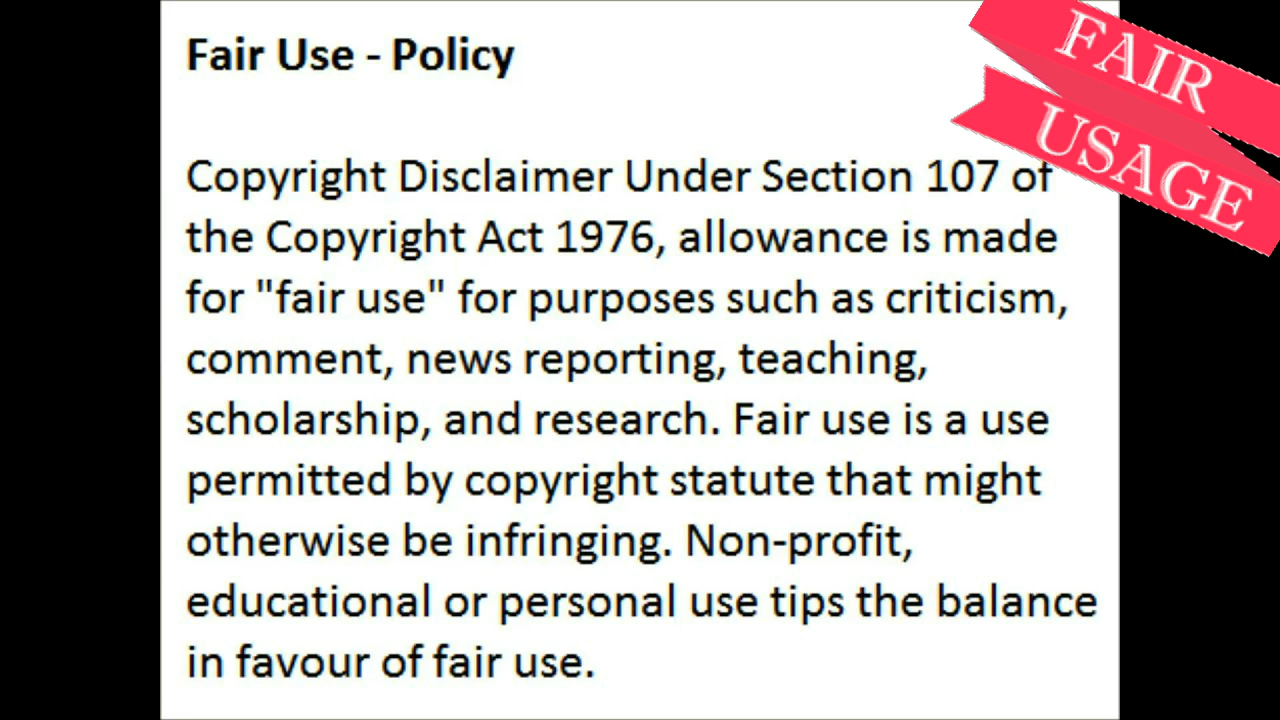 Fair Use - Policy
FAIR
USAGE
Copyright Disclaimer Under Section 107 of
the Copyright Act 1976, allowance is made
for "fair use" for purposes such as criticism,
comment, news reporting, teaching,
scholarship, and research. Fair use is a use
permitted by copyright statute that might
otherwise be infringing. Non-profit,
educational or personal use tips the balance
in favour of fair use.